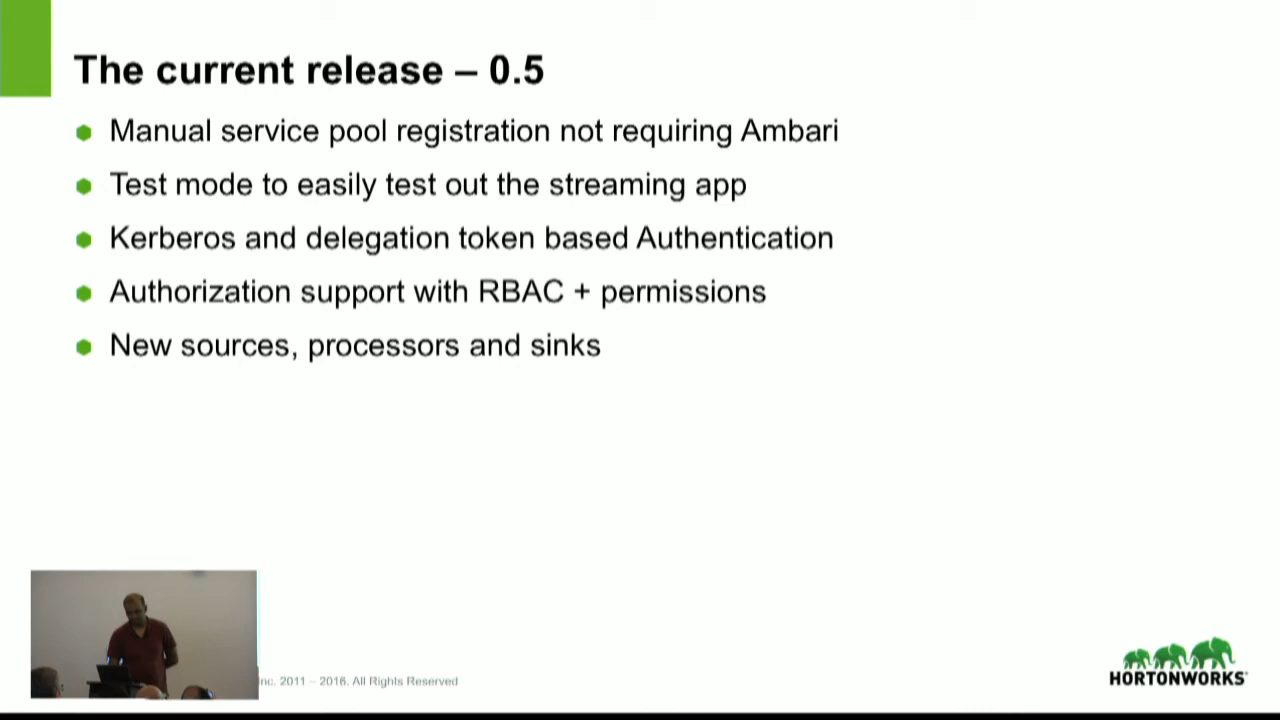 The current release – 0.5
Manual service pool registration not requiring Ambari
Test mode to easily test out the streaming app
Kerberos and delegation token based Authentication
Authorization support with RBAC + permissions
New sources, processors and sinks
Inc. 2011 – 2016. All Rights Reserved
HORTONWORKS